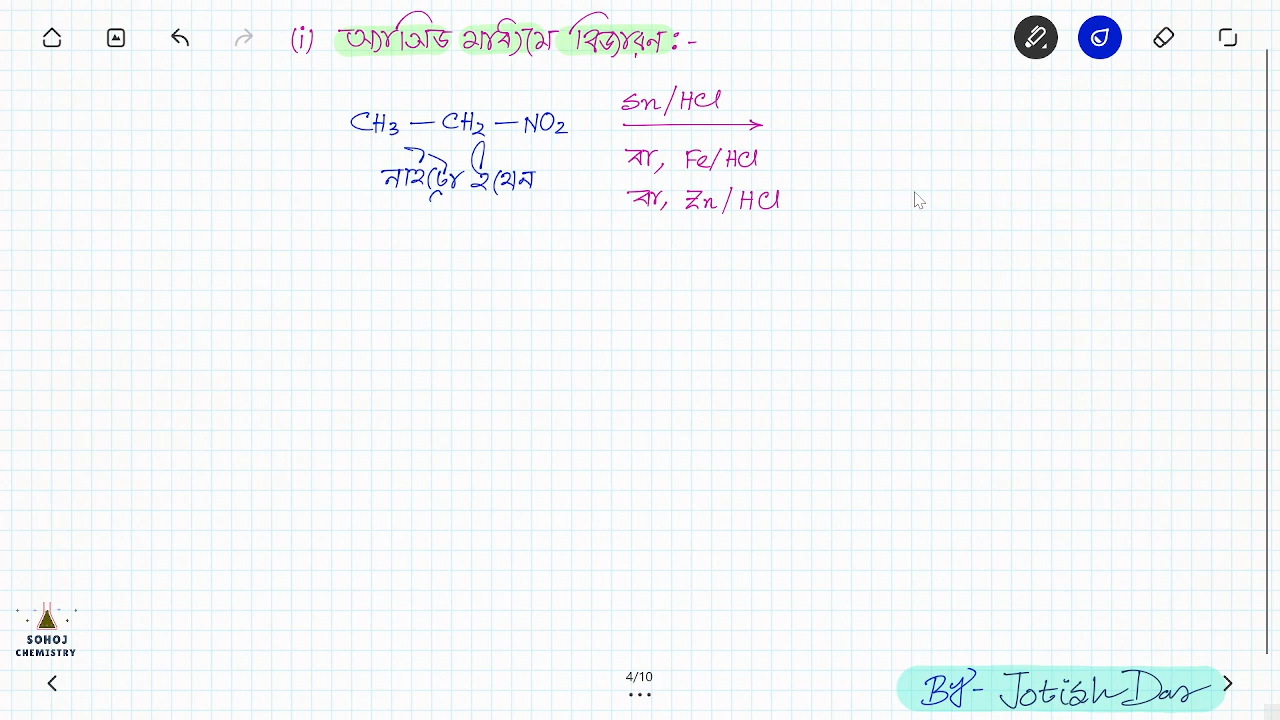 (i) অ্যাসিড মাধ্যমে বিজারন :-
CH3 — CH2 — NO2
নাইট্রো ইথেন
Sn/HCl
বা, Fe/HCl
বা, Zn/HCl
SOHOJ
CHEMISTRY
4/10
BY- Jotish Das